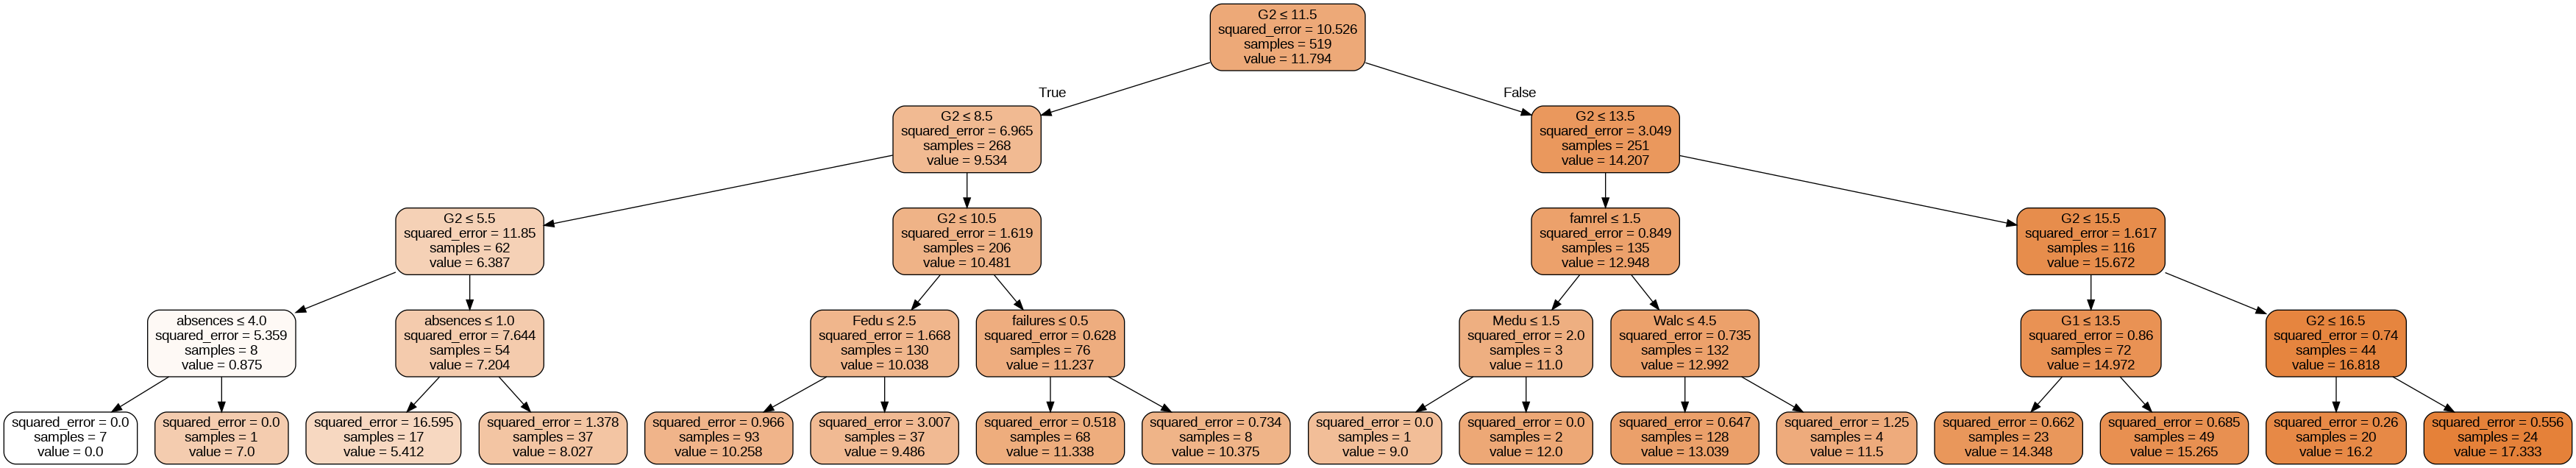 G2 ≤ 11.5
squared_error = 10.526
samples = 519
value = 11.794
True
False
G2 ≤ 8.5
squared_error = 6.965
samples = 268
value = 9.534
G2 ≤ 13.5
squared_error = 3.049
samples = 251
value = 14.207
G2 ≤ 5.5
squared_error = 11.85
samples = 62
value = 6.387
G2 ≤ 10.5
squared_error = 1.619
samples = 206
value = 10.481
famrel ≤ 1.5
squared_error = 0.849
samples = 135
value = 12.948
G2 ≤ 15.5
squared_error = 1.617
samples = 116
value = 15.672
absences ≤ 4.0
squared_error = 5.359
samples = 8
value = 0.875
absences ≤ 1.0
squared_error = 7.644
samples = 54
value = 7.204
Fedu ≤ 2.5
squared_error = 1.668
samples = 130
value = 10.038
failures ≤ 0.5
squared_error = 0.628
samples = 76
value = 11.237
Medu ≤ 1.5
squared_error = 2.0
samples = 3
value = 11.0
Walc ≤ 4.5
squared_error = 0.735
samples = 132
value = 12.992
G1 ≤ 13.5
squared_error = 0.86
samples = 72
value = 14.972
G2 ≤ 16.5
squared_error = 0.74
samples = 44
value = 16.818
squared_error = 0.0
samples = 7
value = 0.0
squared_error = 0.0
samples = 1
value = 7.0
squared_error = 16.595
samples = 17
value = 5.412
squared_error = 1.378
samples = 37
value = 8.027
squared_error = 0.966
samples = 93
value = 10.258
squared_error = 3.007
samples = 37
value = 9.486
squared_error = 0.518
samples = 68
value = 11.338
squared_error = 0.734
samples = 8
value = 10.375
squared_error = 0.0
samples = 1
value = 9.0
squared_error = 0.0
samples = 2
value = 12.0
squared_error = 0.647
samples = 128
value = 13.039
squared_error = 1.25
samples = 4
value = 11.5
squared_error = 0.662
samples = 23
value = 14.348
squared_error = 0.685
samples = 49
value = 15.265
squared_error = 0.26
samples = 20
value = 16.2
squared_error = 0.556
samples = 24
value = 17.333